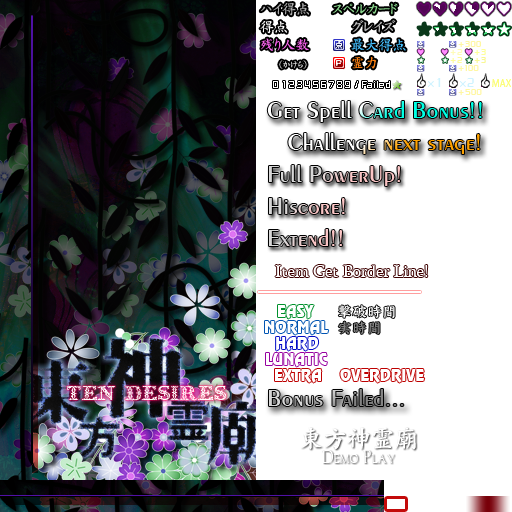 ハイ得点
スペルカード
得点
グレイズ
残り人数
最大得点
(かけら)
P 霊力
0123456789/Failed★
×1
×2
MAX
Get Spell Card Bonus!!
Challenge next stage!
Full PowerUp!
Hiscore!
Extend!!
Item Get Border Line!
EASY
撃破時間
NORMAL
実時間
HARD
LUNATIC
EXTRA
OVERDRIVE
Bonus Failed...
東方神霊廟
TEN DESIRES
東方神霊廟
Demo Play